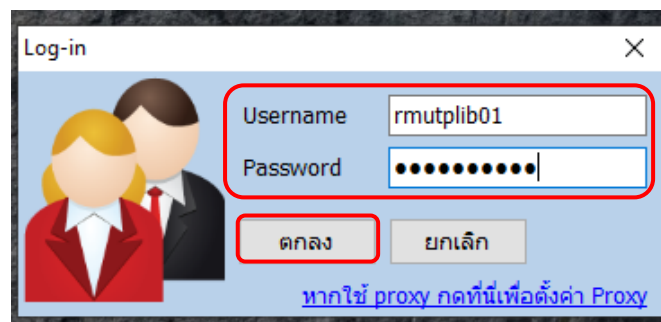 Log-in
Username rmutplib01
Password ●●●●●●●●●●
ตกลง ยกเลิก
หากใช้ proxy กดที่นี่เพื่อตั้งค่า Proxy